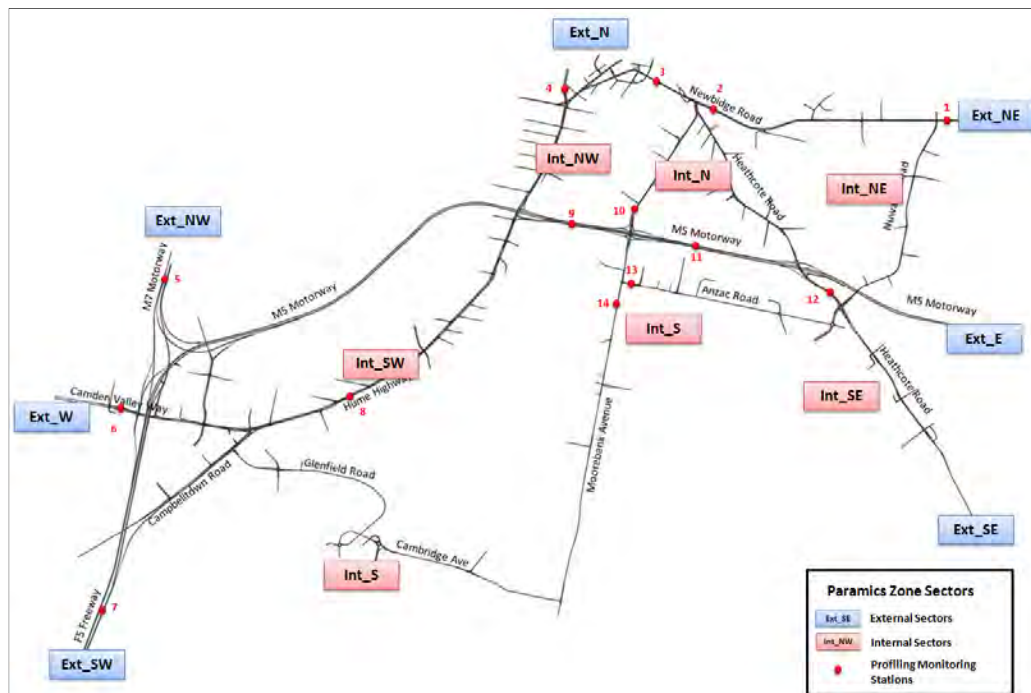 Ext_N
3
4
2
Newbidge Road
1
Ext_NE
Int_NW
Int_N
Heathcote Road
Int_NE
Ext_NW
10
9
M5 Motorway
11
M7 Motorway
5
M5 Motorway
13
Anzac Road
12
14
M5 Motorway
Int_S
Ext_E
Int_SW
Heathcote Road
Camden Valley Way
Hume Highway
Int_SE
Ext_W
6
8
Moorebank Avenue
Campbelltown Road
Glenfield Road
Ext_SE
Cambridge Ave
Int_S
7
F5 Freeway
Ext_SW
Paramics Zone Sectors
Ext_SE External Sectors
Int_NW Internal Sectors
Profiling Monitoring
Stations